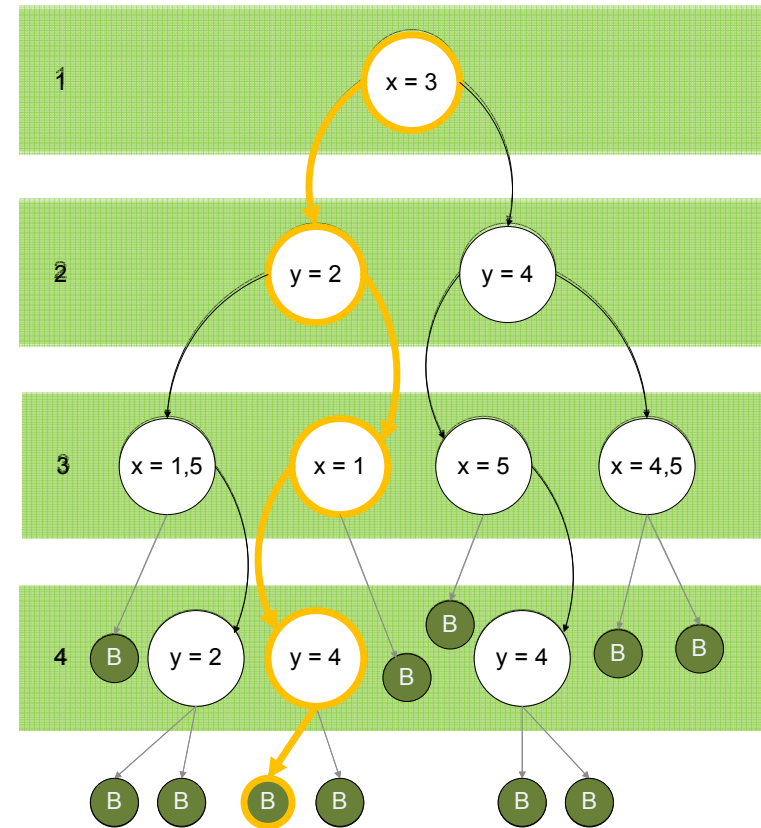 1
x = 3
2
y = 2
y = 4
3
x = 1,5
x = 1
x = 5
x = 4,5
4
B
y = 2
y = 4
B
B
y = 4
B
B
B
B
B
B
B
B